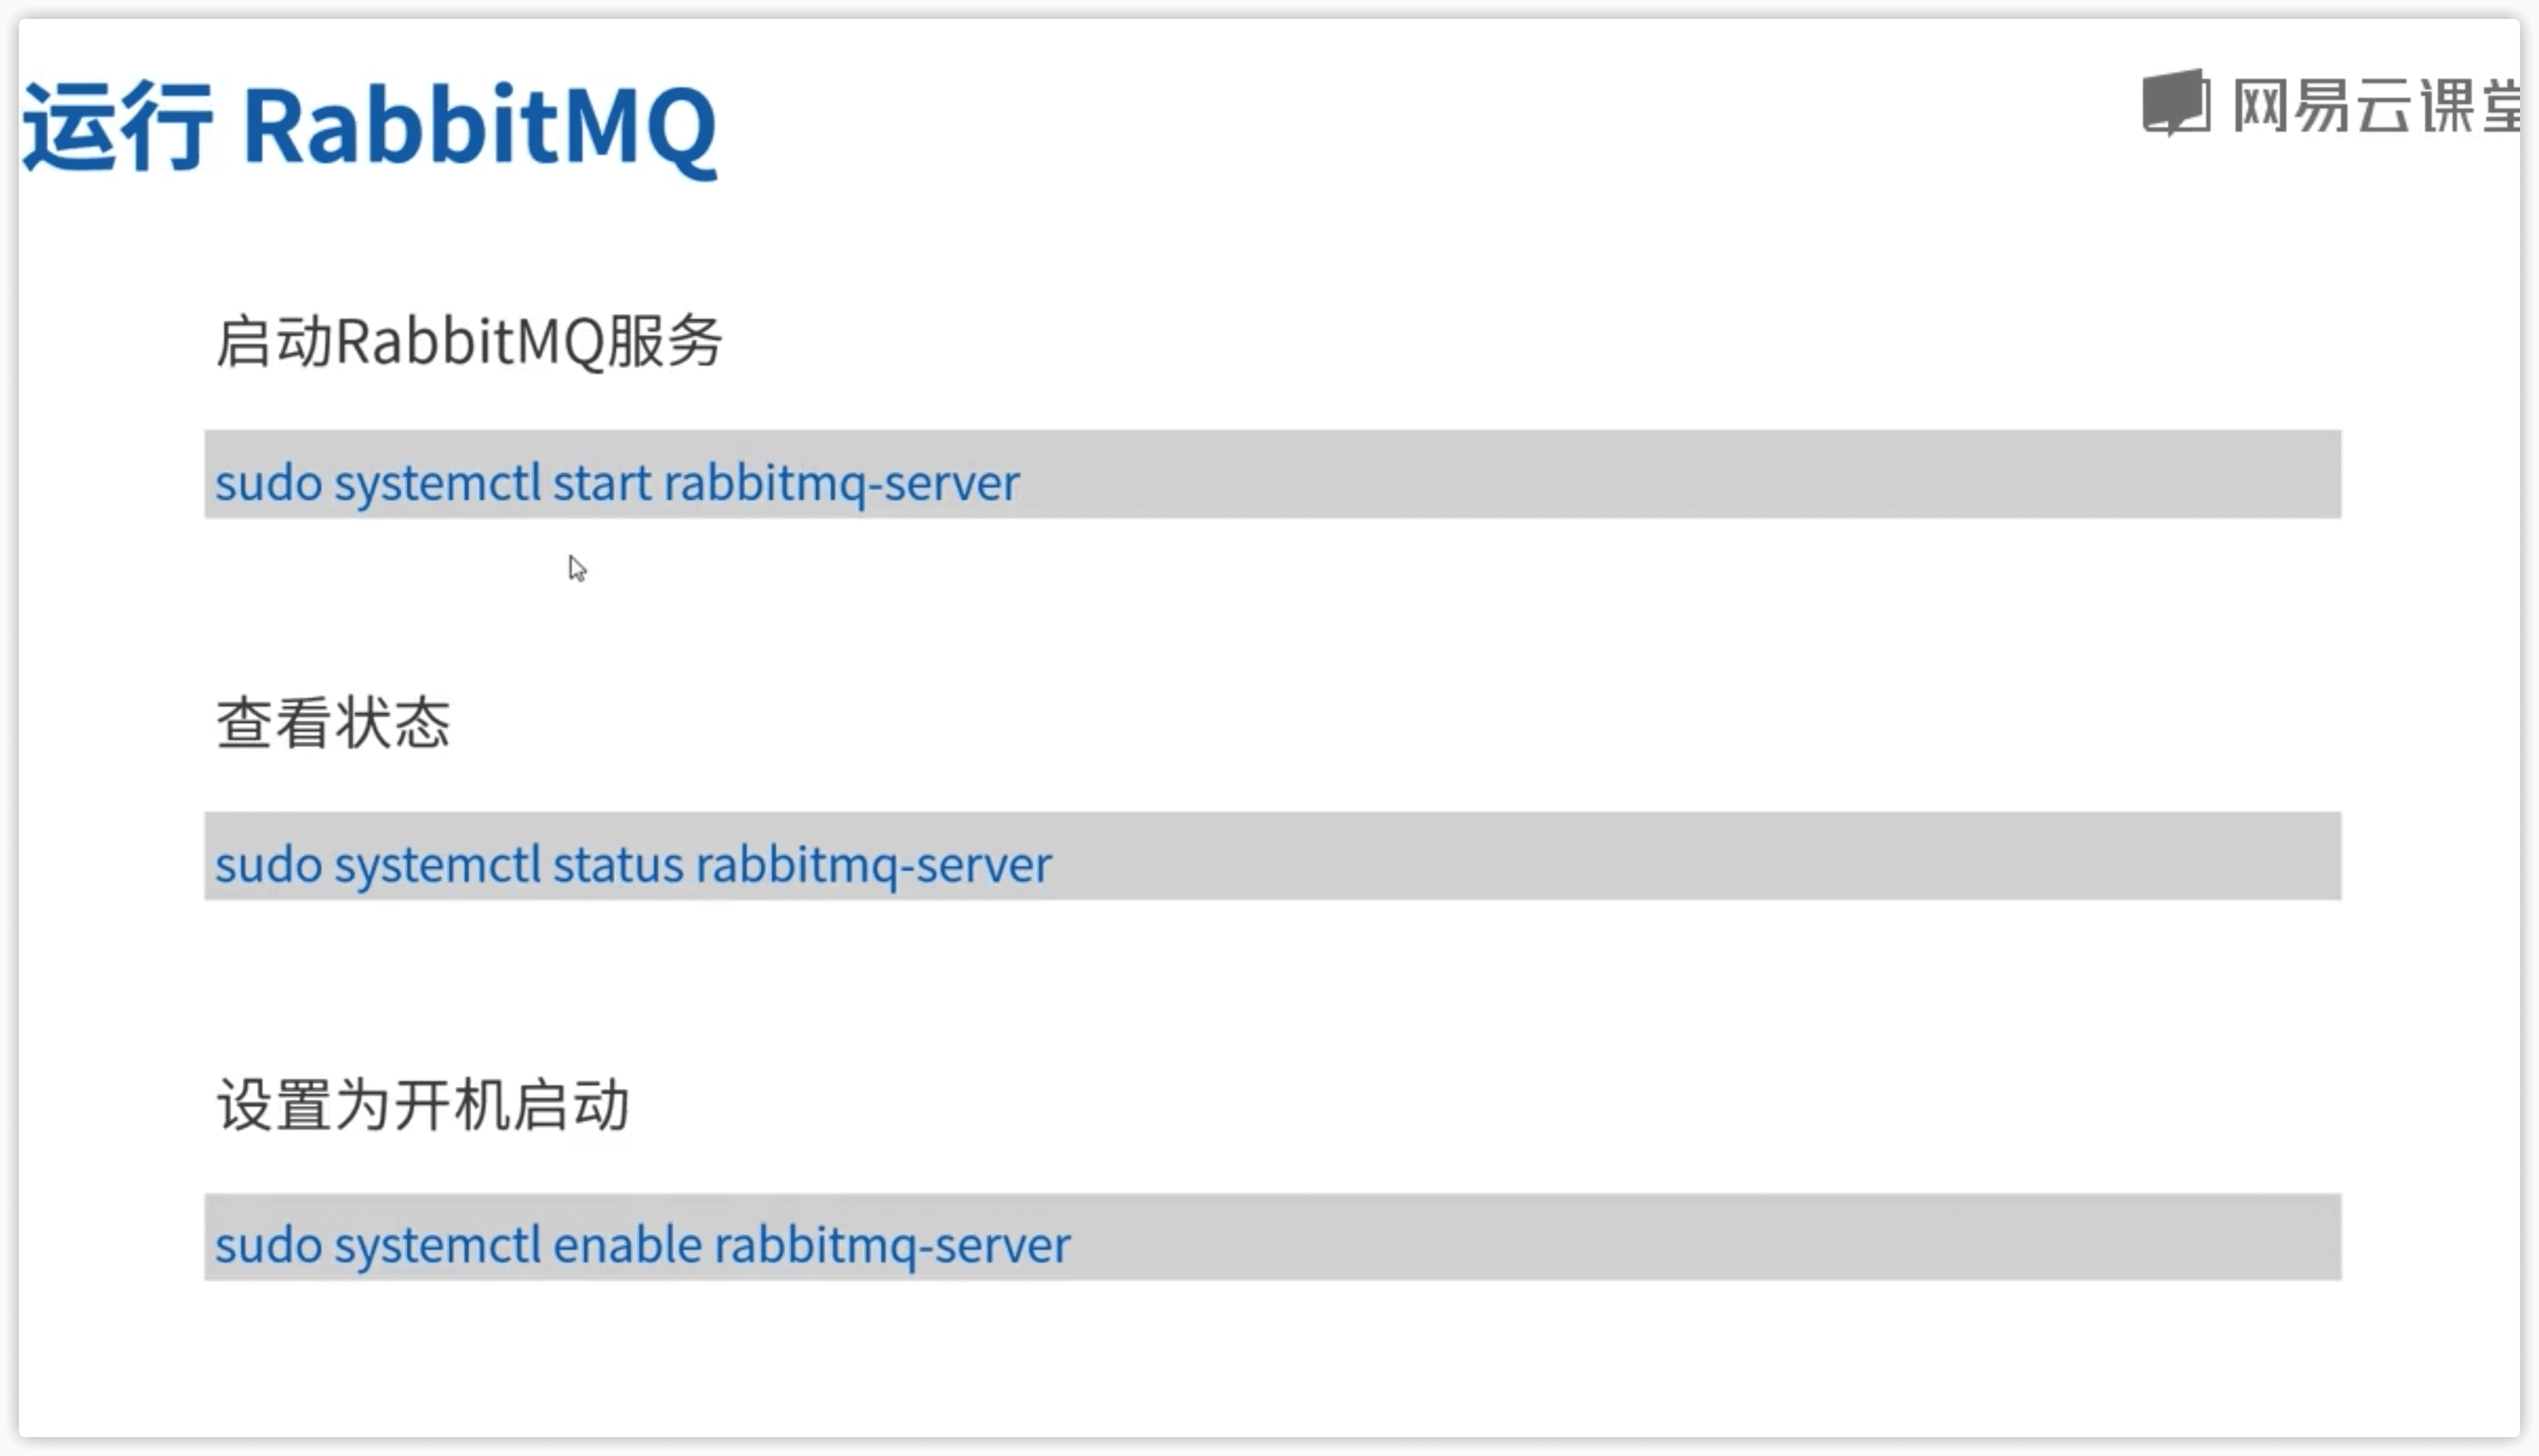 运行 RabbitMQ
网易云课堂
启动RabbitMQ服务
sudo systemctl start rabbitmq-server
查看状态
sudo systemctl status rabbitmq-server
设置为开机启动
sudo systemctl enable rabbitmq-server